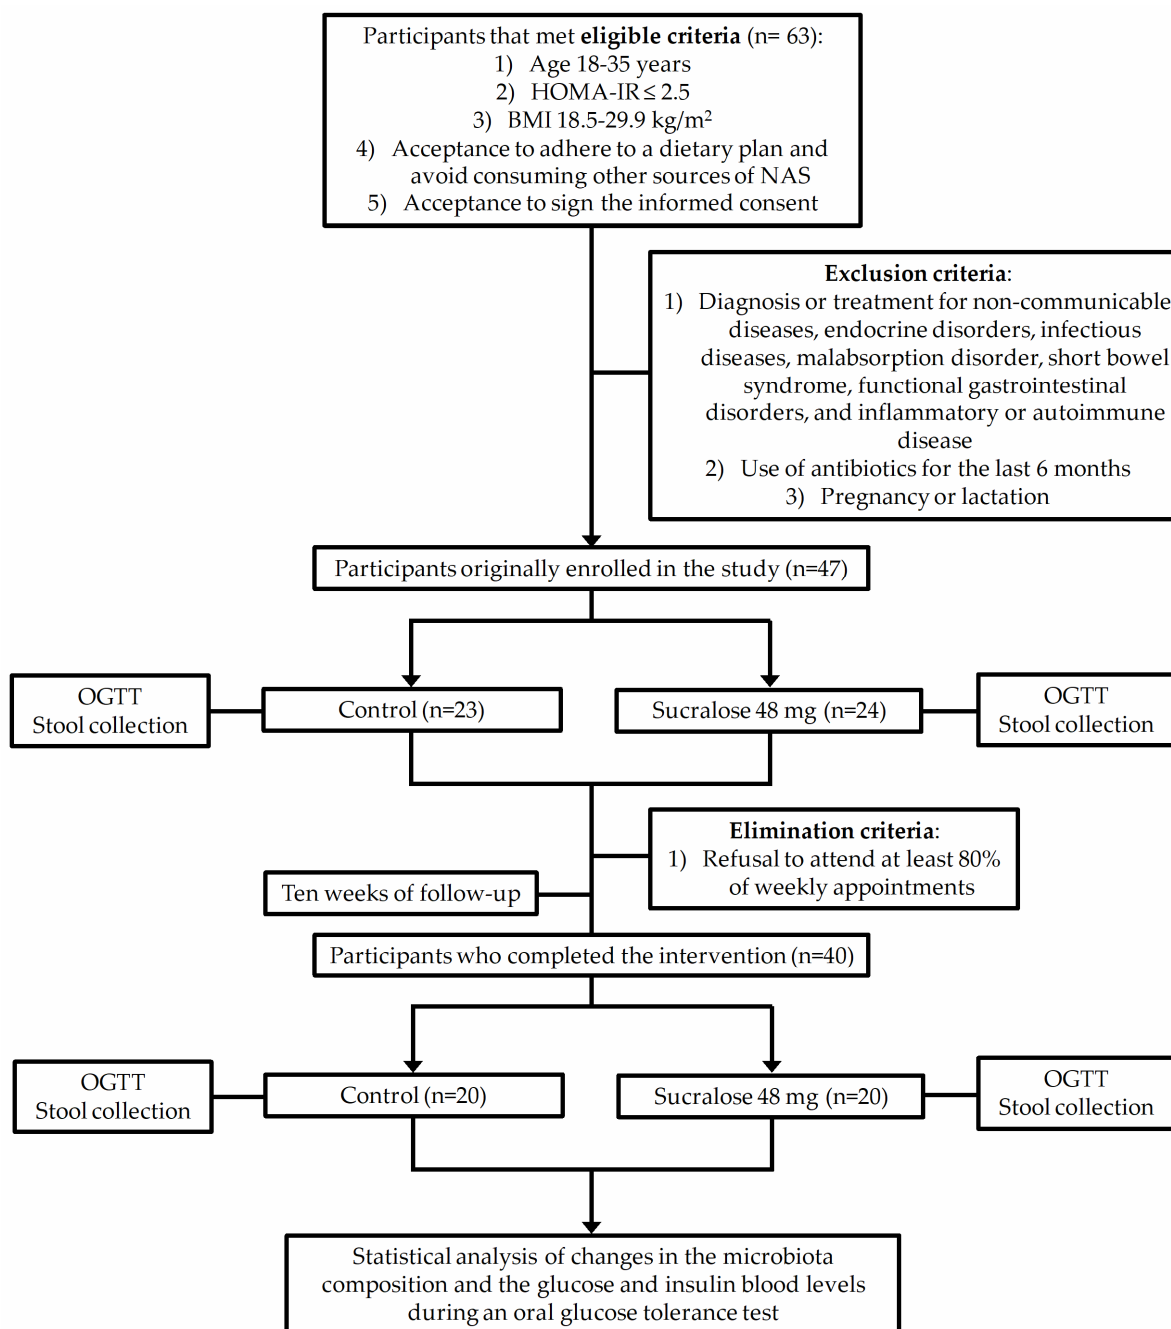 Participants that met eligible criteria (n= 63):
1) Age 18-35 years
2) HOMA-IR ≤ 2.5
3) BMI 18.5-29.9 kg/m²
4) Acceptance to adhere to a dietary plan and
avoid consuming other sources of NAS
5) Acceptance to sign the informed consent
Exclusion criteria:
1) Diagnosis or treatment for non-communicable
diseases, endocrine disorders, infectious
diseases, malabsorption disorder, short bowel
syndrome, functional gastrointestinal
disorders, and inflammatory or autoimmune
disease
2) Use of antibiotics for the last 6 months
3) Pregnancy or lactation
Participants originally enrolled in the study (n=47)
OGTT
Stool collection
Control (n=23)
Sucralose 48 mg (n=24)
OGTT
Stool collection
Elimination criteria:
1) Refusal to attend at least 80%
of weekly appointments
Ten weeks of follow-up
Participants who completed the intervention (n=40)
OGTT
Stool collection
Control (n=20)
Sucralose 48 mg (n=20)
OGTT
Stool collection
Statistical analysis of changes in the microbiota
composition and the glucose and insulin blood levels
during an oral glucose tolerance test